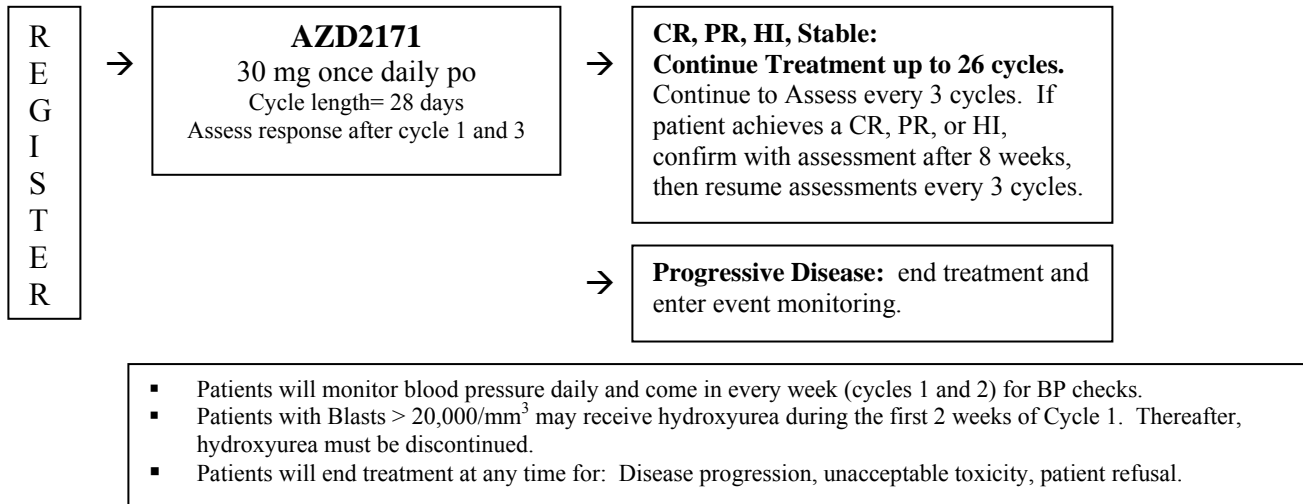 R
E
G
I
S
T
E
R
→
AZD2171
30 mg once daily po
Cycle length= 28 days
Assess response after cycle 1 and 3
→
CR, PR, HI, Stable:
Continue Treatment up to 26 cycles.
Continue to Assess every 3 cycles.  If
patient achieves a CR, PR, or HI,
confirm with assessment after 8 weeks,
then resume assessments every 3 cycles.
→
Progressive Disease:  end treatment and
enter event monitoring.
▪ Patients will monitor blood pressure daily and come in every week (cycles 1 and 2) for BP checks.
▪ Patients with Blasts > 20,000/mm³ may receive hydroxyurea during the first 2 weeks of Cycle 1.  Thereafter,
hydroxyurea must be discontinued.
▪ Patients will end treatment at any time for:  Disease progression, unacceptable toxicity, patient refusal.